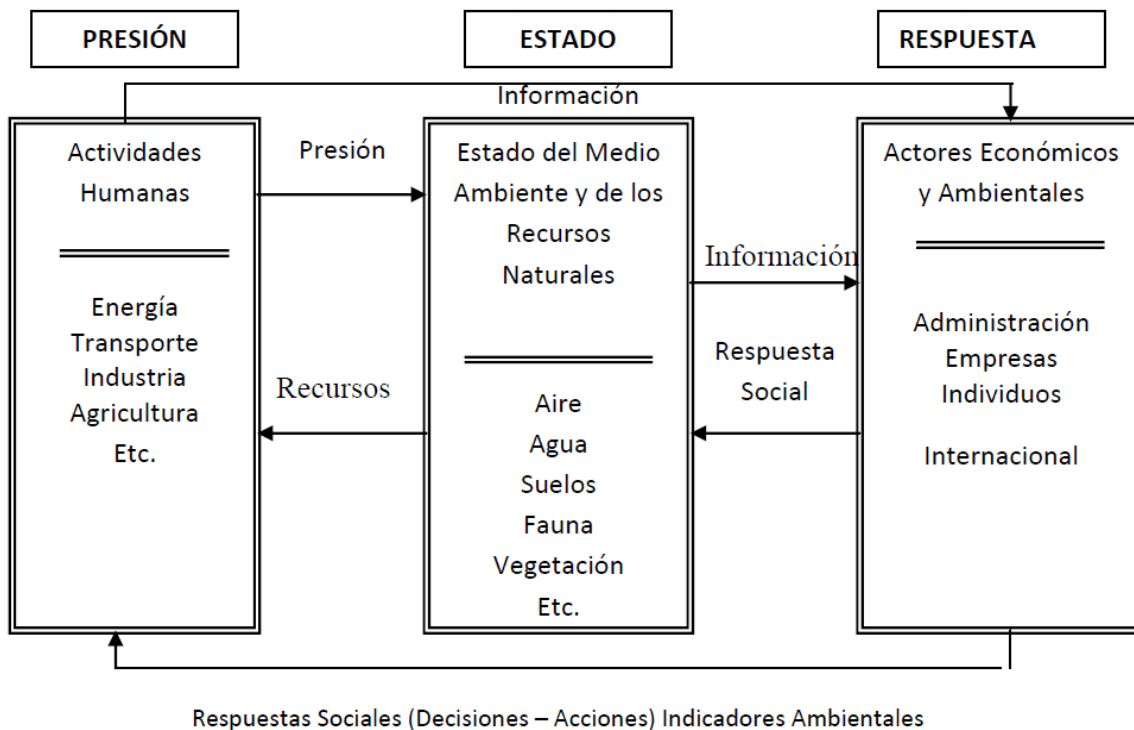 PRESIÓN
ESTADO
RESPUESTA
Información
Actividades
Humanas
Energía
Transporte
Industria
Agricultura
Etc.
Presión
Recursos
Estado del Medio
Ambiente y de los
Recursos
Naturales
Aire
Agua
Suelos
Fauna
Vegetación
Etc.
Información
Respuesta
Social
Actores Económicos
y Ambientales
Administración
Empresas
Individuos
Internacional
Respuestas Sociales (Decisiones – Acciones) Indicadores Ambientales